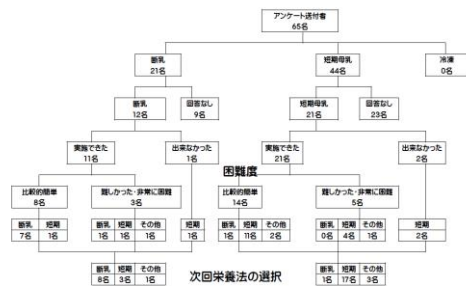 アンケート送付者
65名
断乳
21名
短期母乳
44名
冷凍
0名
断乳
12名
回答なし
9名
短期母乳
21名
回答なし
23名
実施できた
11名
出来なかった
1名
実施できた
21名
出来なかった
2名
困難度
比較的簡単
8名
難しかった・非常に困難
3名
比較的簡単
14名
難しかった・非常に困難
5名
断乳 短期
7名 1名
断乳 短期 その他
1名 1名 1名
短期
1名
断乳 短期 その他
1名 11名 2名
断乳 短期 その他
0名 4名 1名
短期
2名
次回栄養法の選択
断乳 短期 その他
8名 3名 1名
断乳 短期 その他
1名 17名 3名